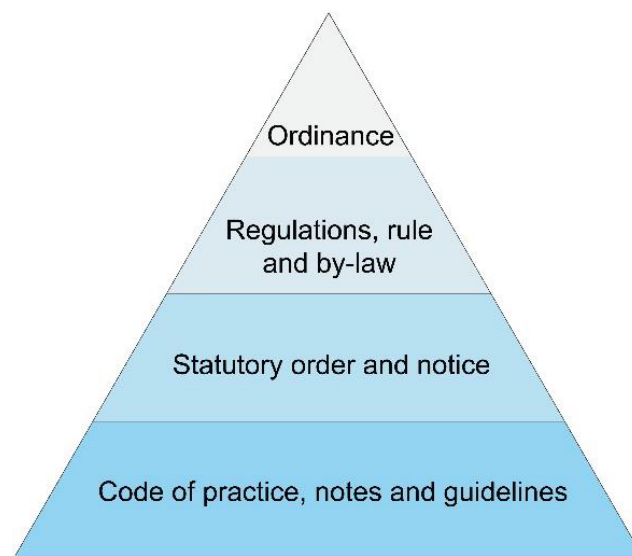 Ordinance
Regulations, rule
and by-law
Statutory order and notice
Code of practice, notes and guidelines